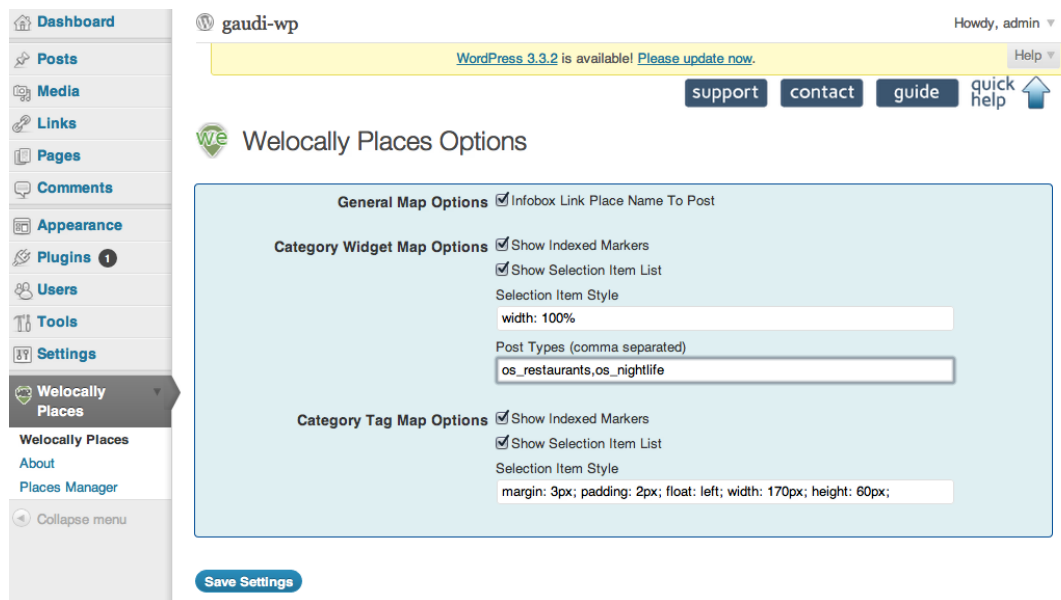 Dashboard
Posts
Media
Links
Pages
Comments
Appearance
Plugins 1
Users
Tools
Settings
Welocally
Places
Welocally Places
About
Places Manager
Collapse menu
gaudi-wp
Howdy, admin
WordPress 3.3.2 is available! Please update now.
Help
support contact guide quick
help
we Welocally Places Options
General Map Options Infobox Link Place Name To Post
Category Widget Map Options Show Indexed Markers
Show Selection Item List
Selection Item Style
width: 100%
Post Types (comma separated)
os_restaurants,os_nightlife
Category Tag Map Options Show Indexed Markers
Show Selection Item List
Selection Item Style
margin: 3px; padding: 2px; float: left; width: 170px; height: 60px;
Save Settings